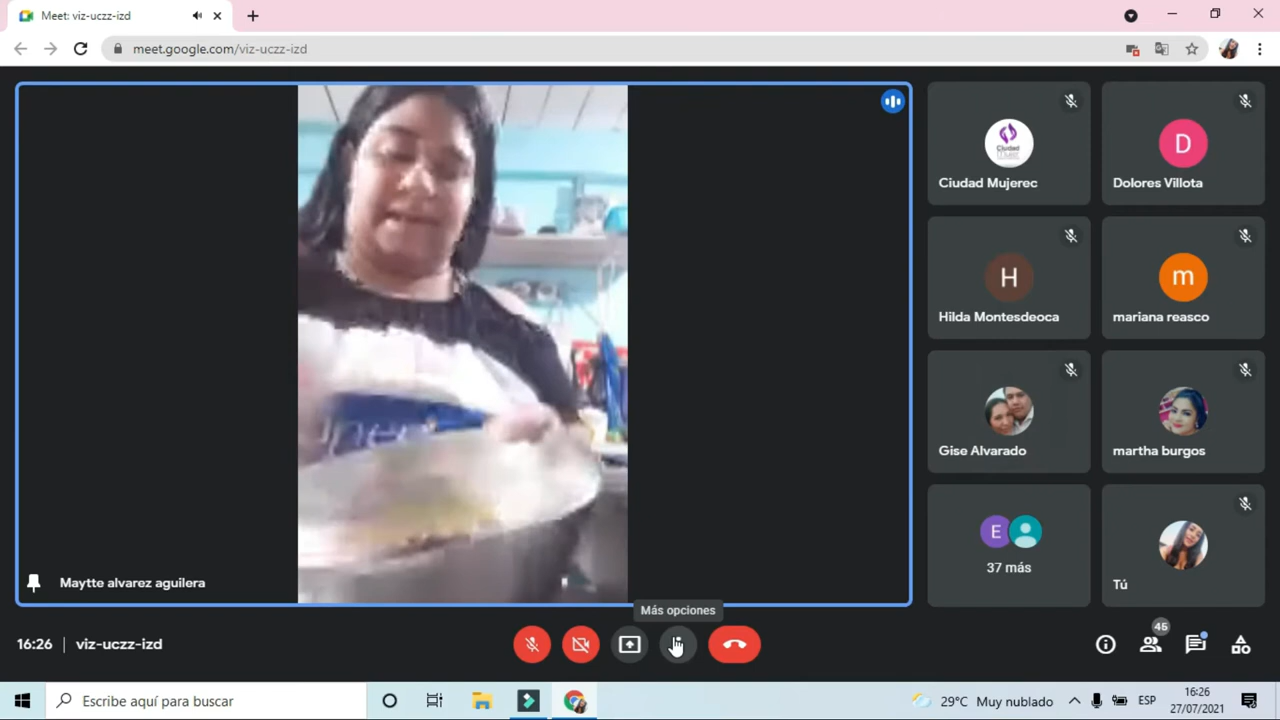 Meet: viz-uczz-izd
meet.google.com/viz-uczz-izd
Ciudad Mujerec
Dolores Villota
D
Hilda Montesdeoca
H
mariana reasco
m
Gise Alvarado
martha burgos
E
37 más
Tú
Maytte alvarez aguilera
Más opciones
16:26
viz-uczz-izd
45
Escribe aquí para buscar
29°C Muy nublado
ESP
16:26
27/07/2021